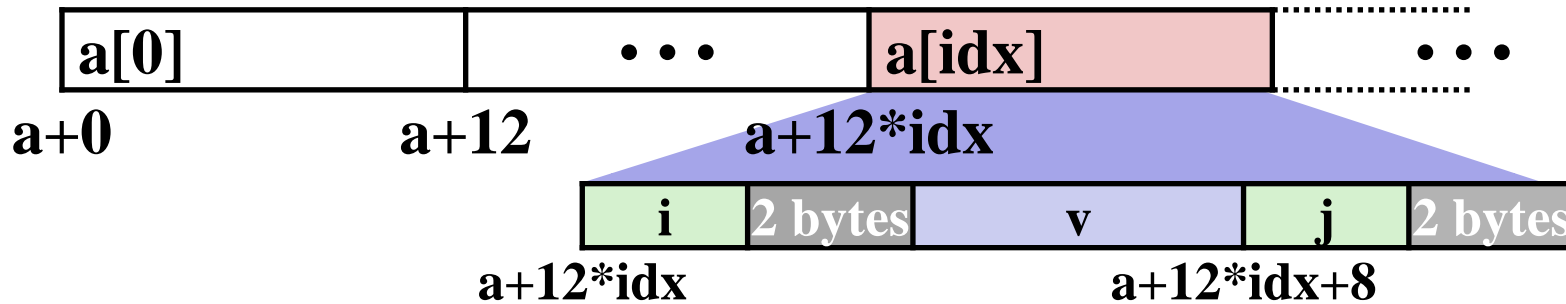 a[0] • • • a[idx] • • •
a+0 a+12 a+12*idx
i 2 bytes v j 2 bytes
a+12*idx a+12*idx+8